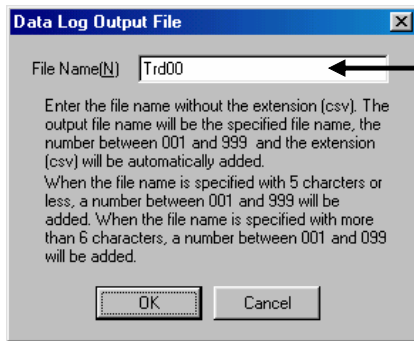 Data Log Output File
File Name(N) Trd00
Enter the file name without the extension (csv). The
output file name will be the specified file name, the
number between 001 and 999 and the extension
(csv) will be automatically added.
When the file name is specified with 5 charcters or
less, a number between 001 and 999 will be
added. When the file name is specified with more
than 6 characters, a number between 001 and 099
will be added.
OK Cancel